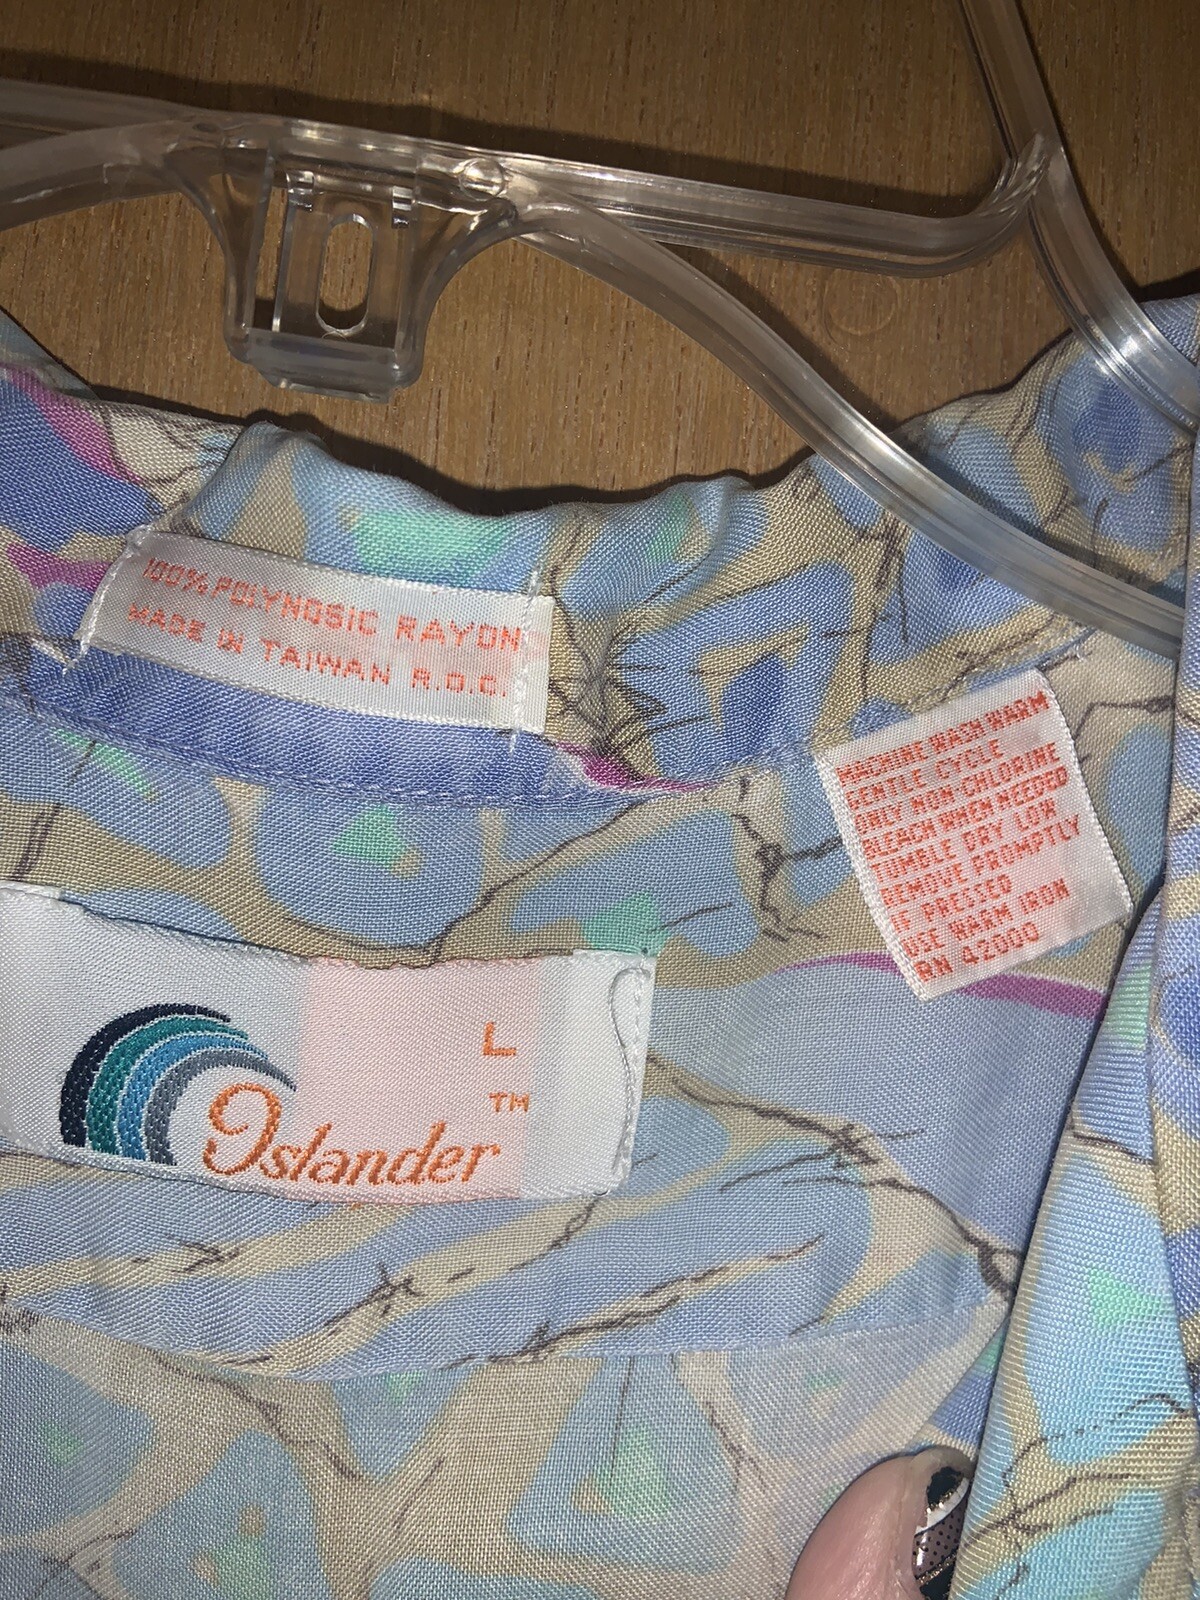 100% POLYNOSIC RAYON
MADE IN TAIWAN R.O.C.
MACHINE WASH WARM
GENTLE CYCLE
ONLY NON CHLORINE
BLEACH WHEN NEEDED
TUMBLE DRY LOW
REMOVE PROMPTLY
IF PRESSED
USE WARM IRON
RN 42000
L
TM
Islander